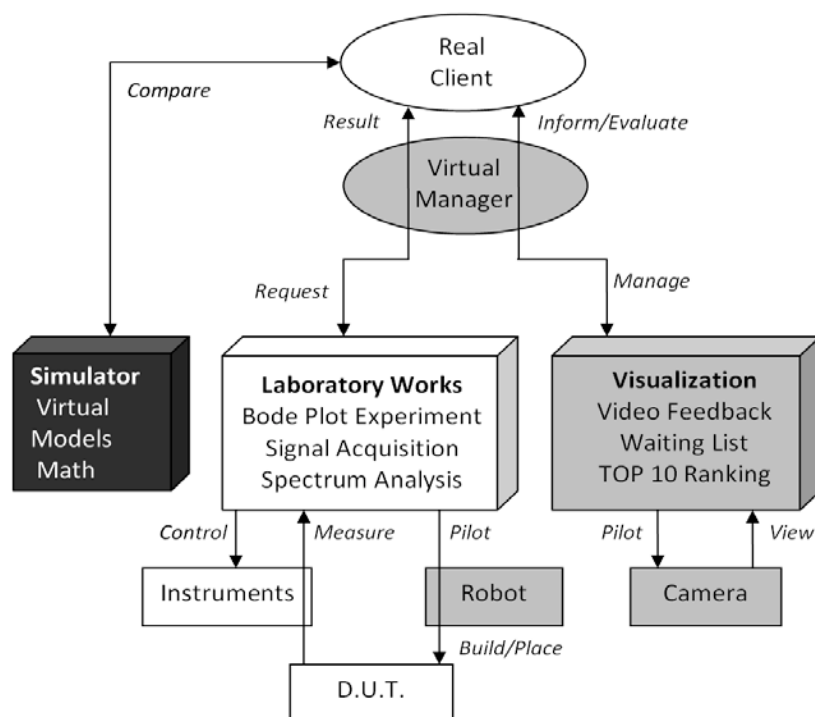 Real
Client
Compare
Result
Inform/Evaluate
Virtual
Manager
Request
Manage
Simulator
Virtual
Models
Math
Laboratory Works
Bode Plot Experiment
Signal Acquisition
Spectrum Analysis
Visualization
Video Feedback
Waiting List
TOP 10 Ranking
Control
Measure
Pilot
Pilot
View
Instruments
Robot
Camera
Build/Place
D.U.T.